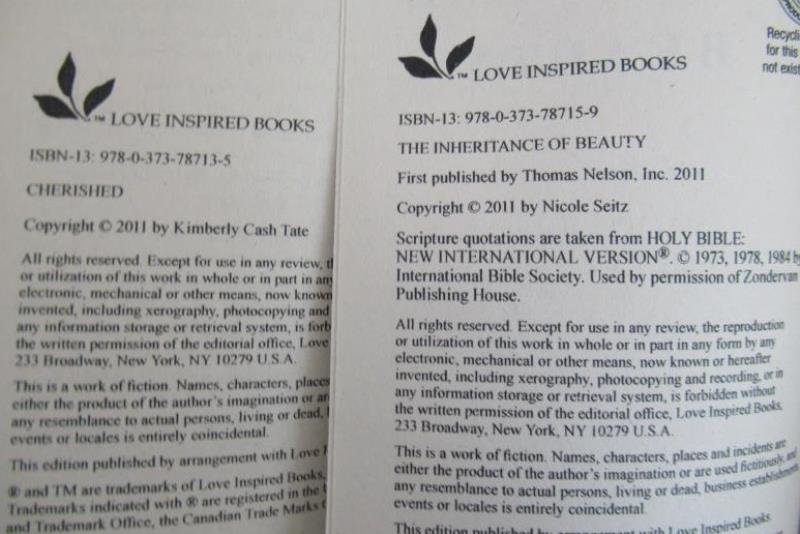 TM LOVE INSPIRED BOOKS
ISBN-13: 978-0-373-78713-5
CHERISHED
Copyright © 2011 by Kimberly Cash Tate
All rights reserved. Except for use in any review,
or utilization of this work in whole or in part in any
electronic, mechanical or other means, now known
invented, including xerography, photocopying and
any information storage or retrieval system, is
the written permission of the editorial office, Love
233 Broadway, New York, NY 10279 U.S.A.
This is a work of fiction. Names, characters, places
either the product of the author's imagination or
any resemblance to actual persons, living or dead,
events or locales is entirely coincidental.
This edition published by arrangement with Love
® and TM are trademarks of Love Inspired Books,
Trademarks indicated with ® are registered in the
and Trademark Office, the Canadian Trade Marks
TM LOVE INSPIRED BOOKS
ISBN-13: 978-0-373-78715-9
THE INHERITANCE OF BEAUTY
First published by Thomas Nelson, Inc. 2011
Copyright © 2011 by Nicole Seitz
Scripture quotations are taken from HOLY BIBLE:
NEW INTERNATIONAL VERSION®. © 1973, 1978, 1984 by
International Bible Society. Used by permission of Zondervan
Publishing House.
All rights reserved. Except for use in any review, the reproduction
or utilization of this work in whole or in part in any form by any
electronic, mechanical or other means, now known or hereafter
invented, including xerography, photocopying and recording, or in
any information storage or retrieval system, is forbidden without
the written permission of the editorial office, Love Inspired Books,
233 Broadway, New York, NY 10279 U.S.A.
This is a work of fiction. Names, characters, places and incidents are
either the product of the author's imagination or are used fictitiously, and
any resemblance to actual persons, living or dead, business establishments,
events or locales is entirely coincidental.
This edition published by arrangement with Love Inspired Books.
for this
not exist